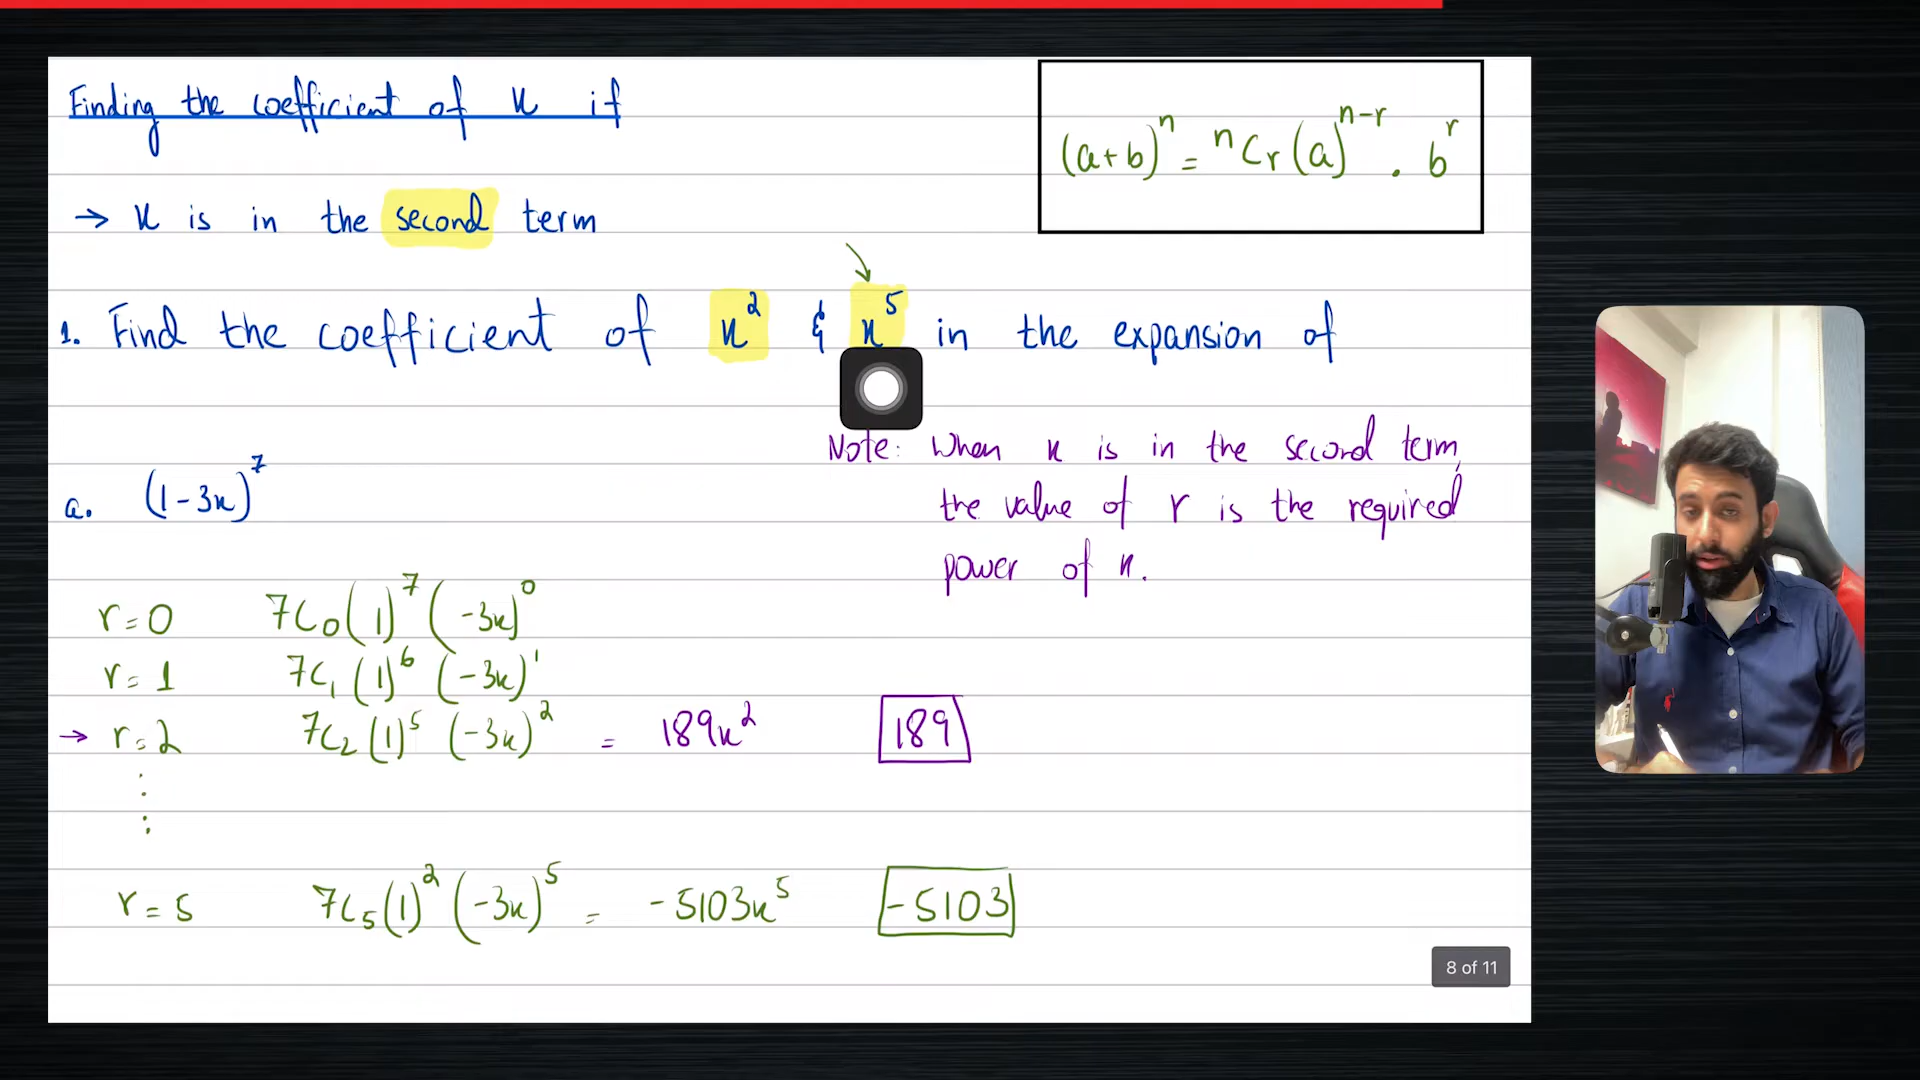 Finding the coefficient of x if
(a+b)^n = nCr (a)^n-r . b^r
→ x is in the second term
1. Find the coefficient of x^2 & x^5 in the expansion of
Note: When x is in the second term,
the value of r is the required
power of x.
a. (1-3x)^7
r=0 7C0 (1)^7 (-3x)^0
r=1 7C1 (1)^6 (-3x)^1
→ r=2 7C2 (1)^5 (-3x)^2 = 189x^2 189
r=5 7C5 (1)^2 (-3x)^5 = -5103x^5 -5103
8 of 11